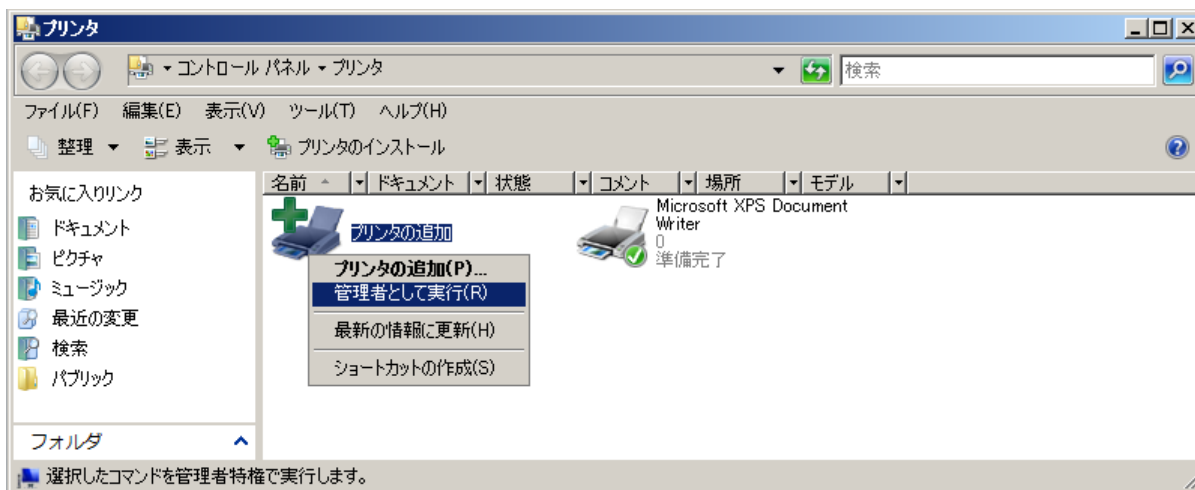 プリンタ
コントロール パネル プリンタ
検索
ファイル(F) 編集(E) 表示(V) ツール(T) ヘルプ(H)
整理 表示 プリンタのインストール
お気に入りリンク
ドキュメント
ピクチャ
ミュージック
最近の変更
検索
パブリック
フォルダ
名前 ドキュメント 状態 コメント 場所 モデル
プリンタの追加
Microsoft XPS Document
Writer
0
準備完了
プリンタの追加(P)...
管理者として実行(R)
最新の情報に更新(H)
ショートカットの作成(S)
選択したコマンドを管理者特権で実行します。